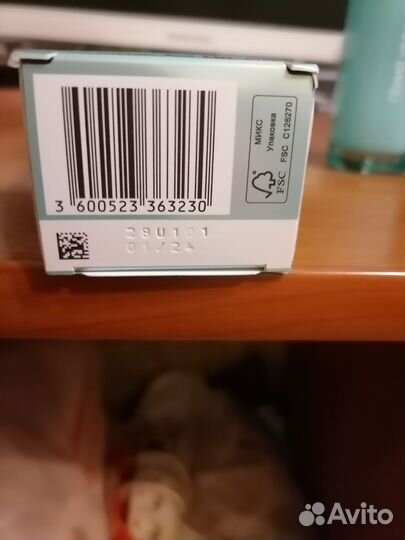 3 600523 363230
МИКС
Упаковка
FSC C126270
FSC
28U101
01/24
Avito